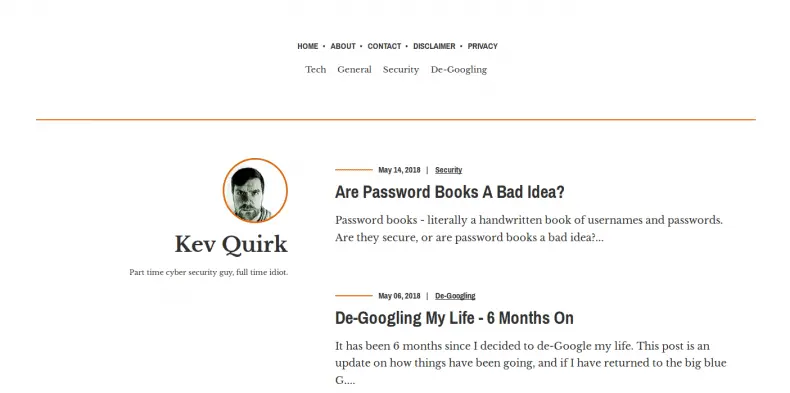 HOME • ABOUT • CONTACT • DISCLAIMER • PRIVACY
Tech General Security De-Googling
Kev Quirk
Part time cyber security guy, full time idiot.
May 14, 2018 | Security
Are Password Books A Bad Idea?
Password books - literally a handwritten book of usernames and passwords.
Are they secure, or are password books a bad idea?...
May 06, 2018 | De-Googling
De-Googling My Life - 6 Months On
It has been 6 months since I decided to de-Google my life. This post is an
update on how things have been going, and if I have returned to the big blue
G....